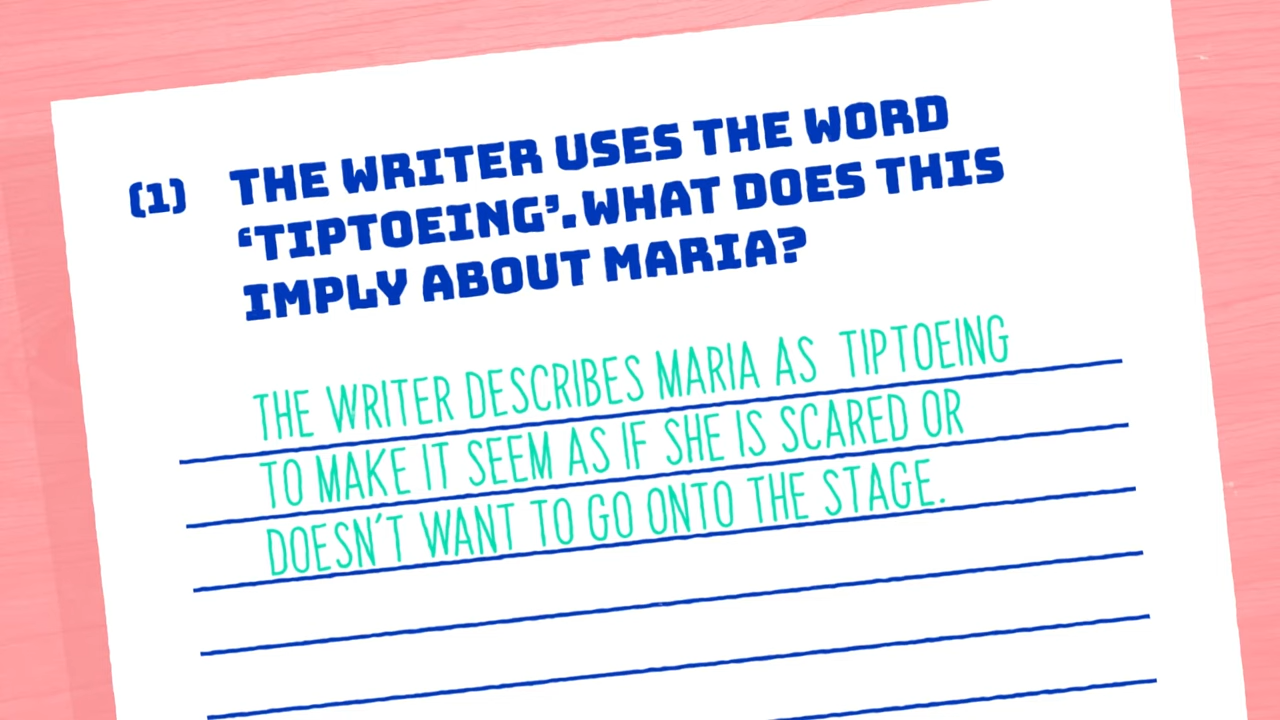 (1) THE WRITER USES THE WORD
'TIPTOEING'. WHAT DOES THIS
IMPLY ABOUT MARIA?
THE WRITER DESCRIBES MARIA AS TIPTOEING
TO MAKE IT SEEM AS IF SHE IS SCARED OR
DOESN'T WANT TO GO ONTO THE STAGE.